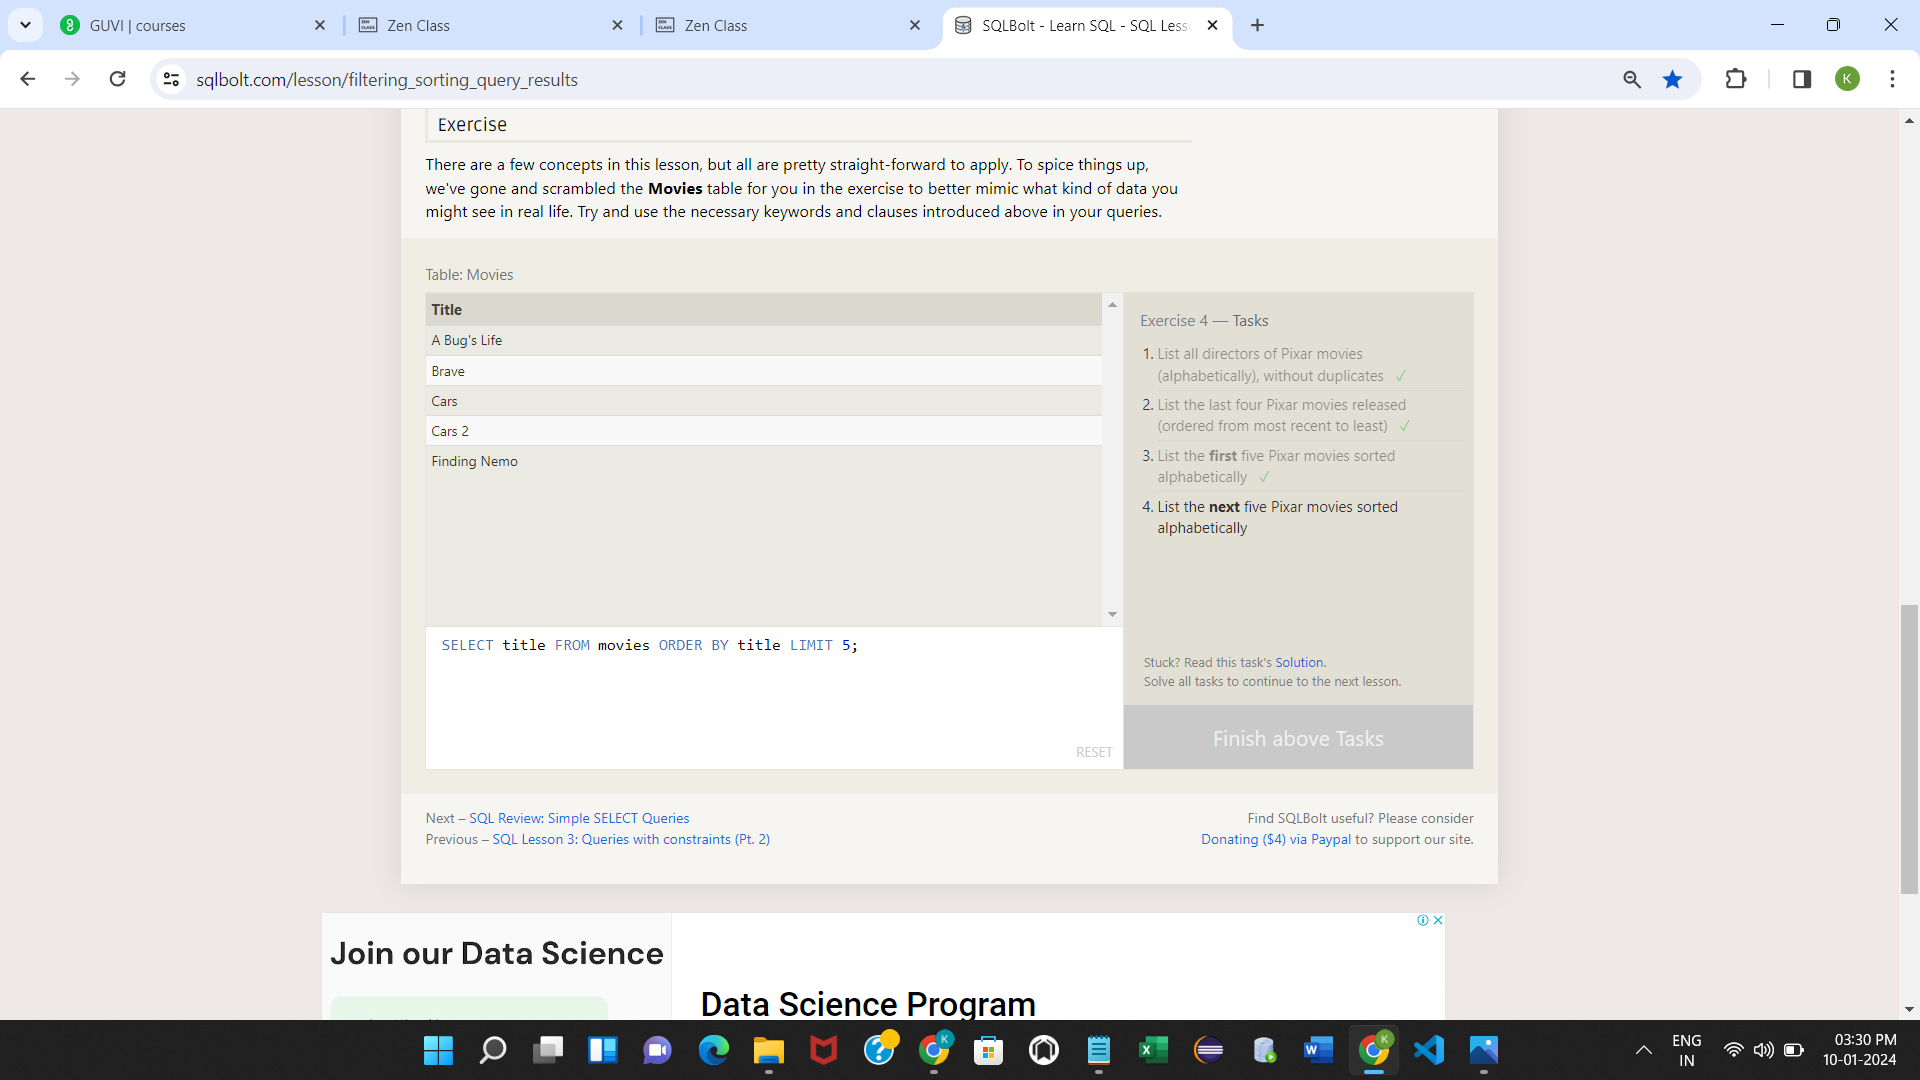 GUVI | courses
Zen Class
Zen Class
SQLBolt - Learn SQL - SQL Less
sqlbolt.com/lesson/filtering_sorting_query_results
K
Exercise
There are a few concepts in this lesson, but all are pretty straight-forward to apply. To spice things up,
we've gone and scrambled the Movies table for you in the exercise to better mimic what kind of data you
might see in real life. Try and use the necessary keywords and clauses introduced above in your queries.
Table: Movies
Title
A Bug's Life
Brave
Cars
Cars 2
Finding Nemo
SELECT title FROM movies ORDER BY title LIMIT 5;
RESET
Exercise 4 — Tasks
1. List all directors of Pixar movies
(alphabetically), without duplicates ✓
2. List the last four Pixar movies released
(ordered from most recent to least) ✓
3. List the first five Pixar movies sorted
alphabetically ✓
4. List the next five Pixar movies sorted
alphabetically
Stuck? Read this task's Solution.
Solve all tasks to continue to the next lesson.
Finish above Tasks
Next – SQL Review: Simple SELECT Queries
Previous – SQL Lesson 3: Queries with constraints (Pt. 2)
Find SQLBolt useful? Please consider
Donating ($4) via Paypal to support our site.
Join our Data Science
Data Science Program
ENG
IN
03:30 PM
10-01-2024